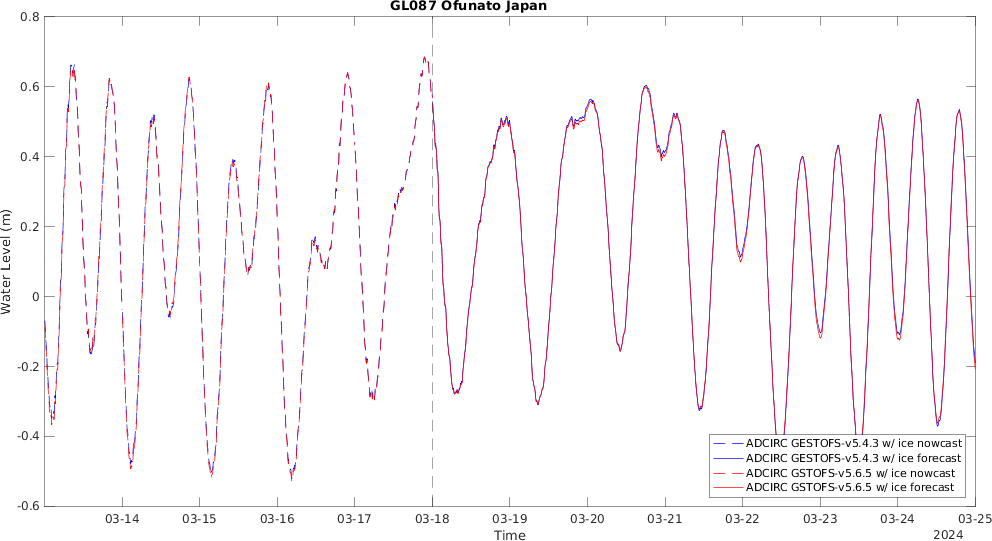 GL087 Ofunato Japan
0.8
0.6
0.4
0.2
0
-0.2
-0.4
-0.6
Water Level (m)
ADCIRC GESTOFS-v5.4.3 w/ ice nowcast
ADCIRC GESTOFS-v5.4.3 w/ ice forecast
ADCIRC GSTOFS-v5.6.5 w/ ice nowcast
ADCIRC GSTOFS-v5.6.5 w/ ice forecast
03-14 03-15 03-16 03-17 03-18 03-19 03-20 03-21 03-22 03-23 03-24 03-25
Time
2024